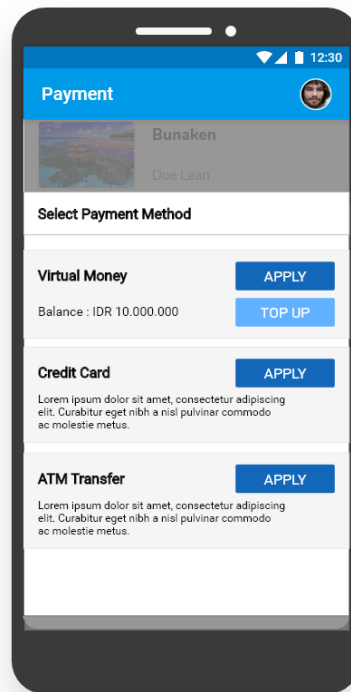 12:30
Payment
Bunaken
Doe Lean
Select Payment Method
Virtual Money
APPLY
Balance : IDR 10.000.000
TOP UP
Credit Card
APPLY
Lorem ipsum dolor sit amet, consectetur adipiscing
elit. Curabitur eget nibh a nisl pulvinar commodo
ac molestie metus.
ATM Transfer
APPLY
Lorem ipsum dolor sit amet, consectetur adipiscing
elit. Curabitur eget nibh a nisl pulvinar commodo
ac molestie metus.